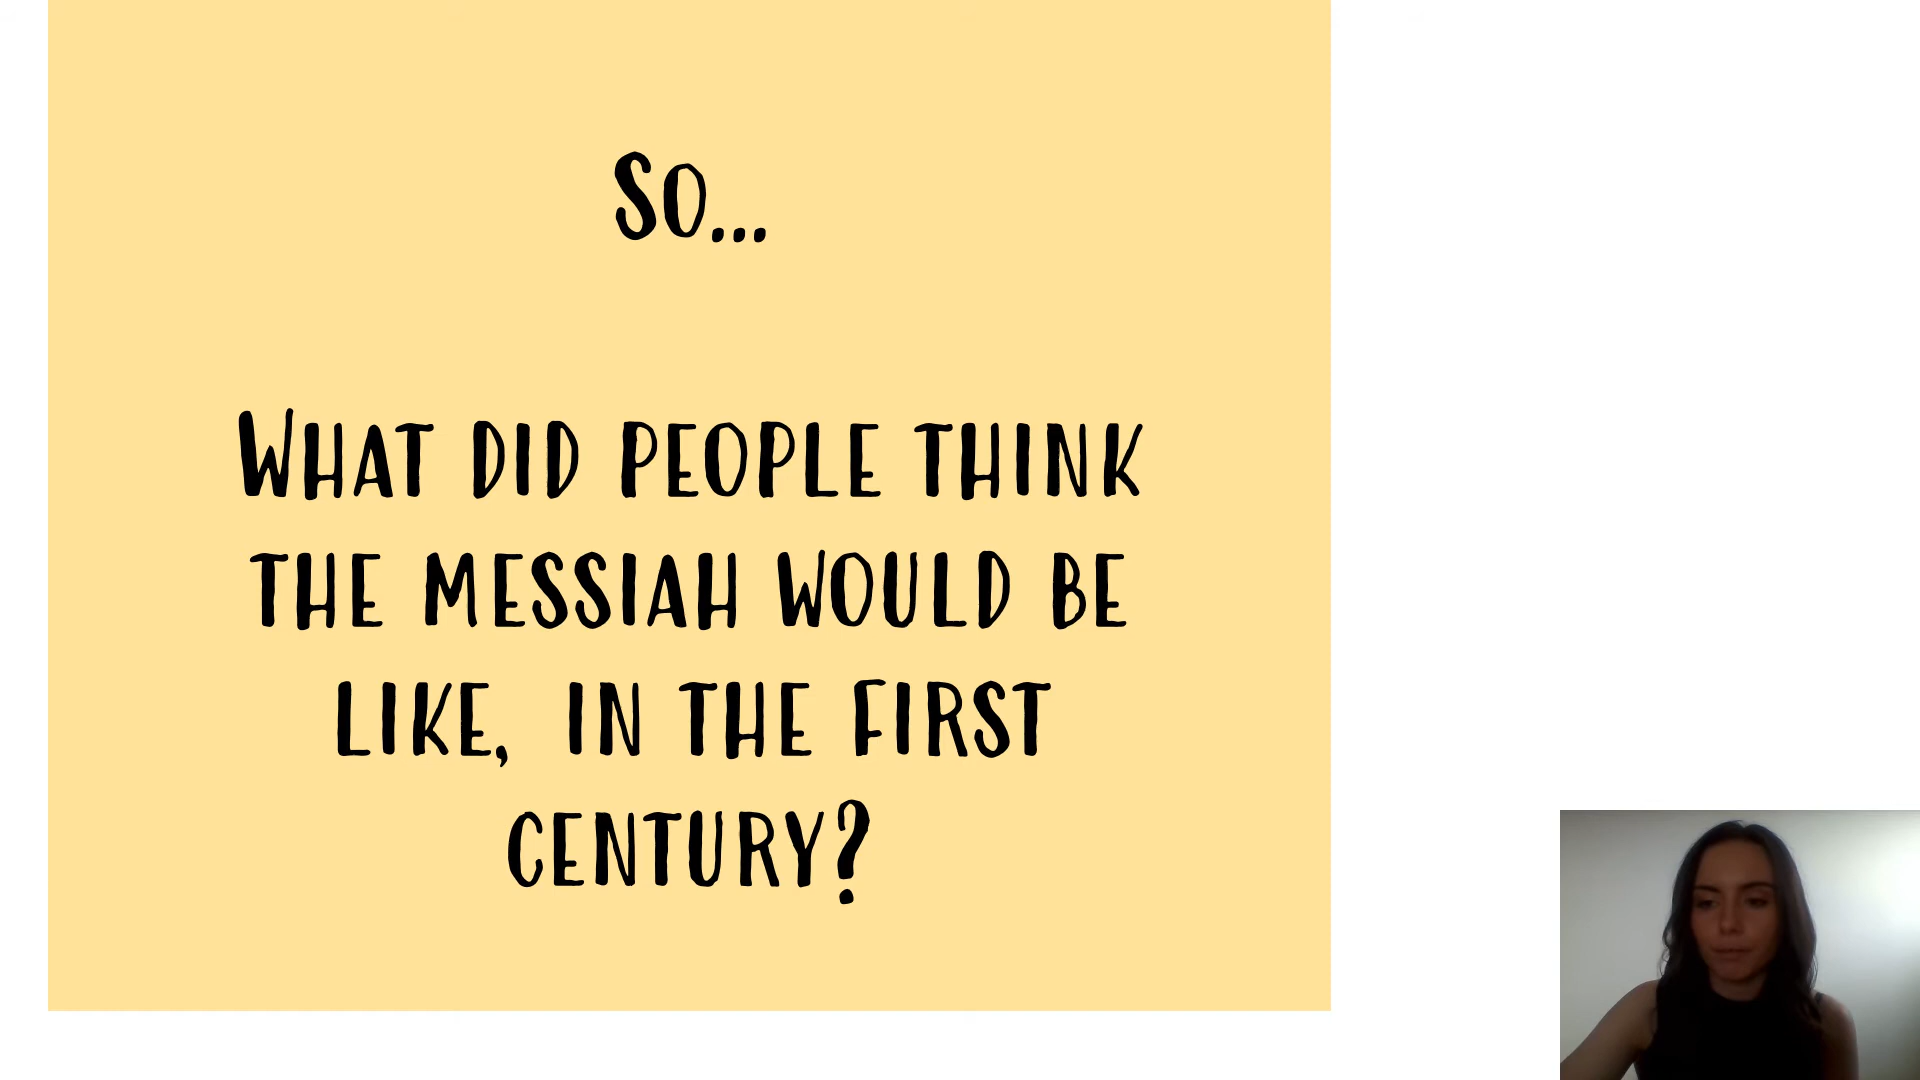 So...
What did people think
the messiah would be
like, in the first
century?